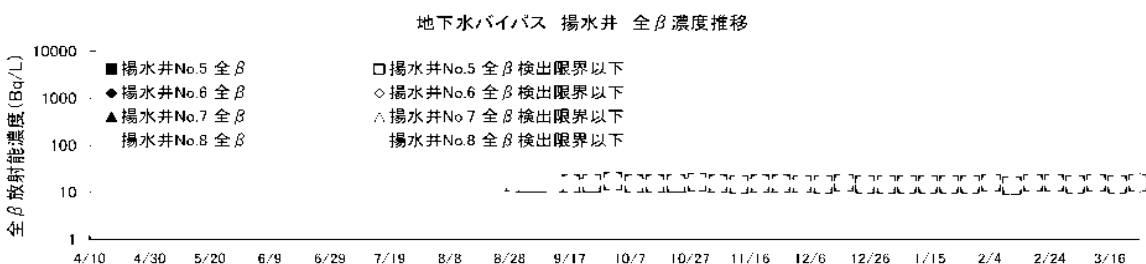 地下水バイパス 揚水井 全β濃度推移
全β放射能濃度(Bq/L)
10000
1000
100
10
1
■揚水井No.5 全β □揚水井No.5 全β検出限界以下
◆揚水井No.6 全β ◇揚水井No.6 全β検出限界以下
▲揚水井No.7 全β △揚水井No 7 全β検出限界以下
揚水井No.8 全β 揚水井No.8 全β検出限界以下
4/10 4/30 5/20 6/9 6/29 7/19 8/8 8/28 9/17 10/7 10/27 11/16 12/6 12/26 1/15 2/4 2/24 3/16